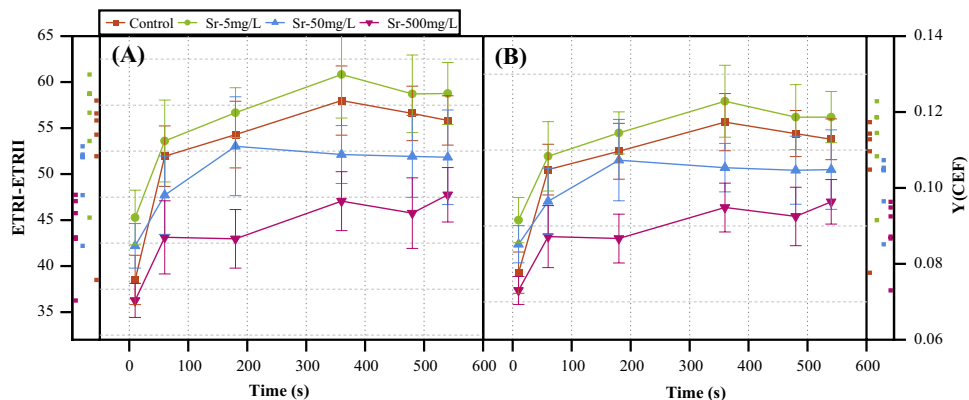 Control Sr-5mg/L Sr-50mg/L Sr-500mg/L
(A)
ETRI-ETRII
65
60
55
50
45
40
35
0 100 200 300 400 500 600
Time (s)
(B)
0 100 200 300 400 500 600
Time (s)
0.14
0.12
0.10
0.08
0.06
Y(CEF)